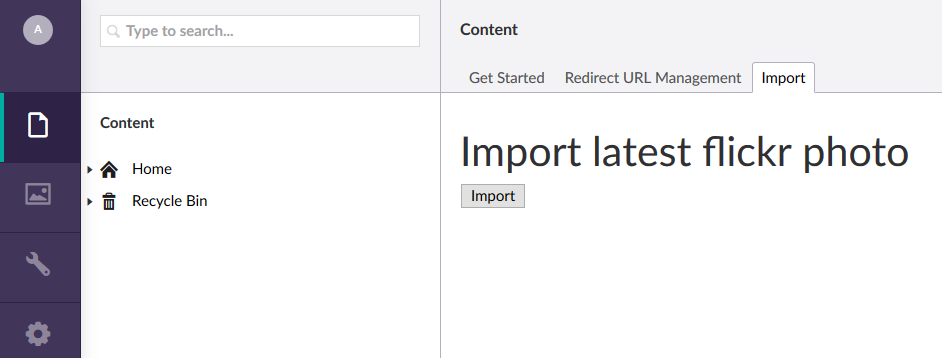 A
Type to search...
Content
Get Started
Redirect URL Management
Import
Content
Home
Recycle Bin
Import latest flickr photo
Import